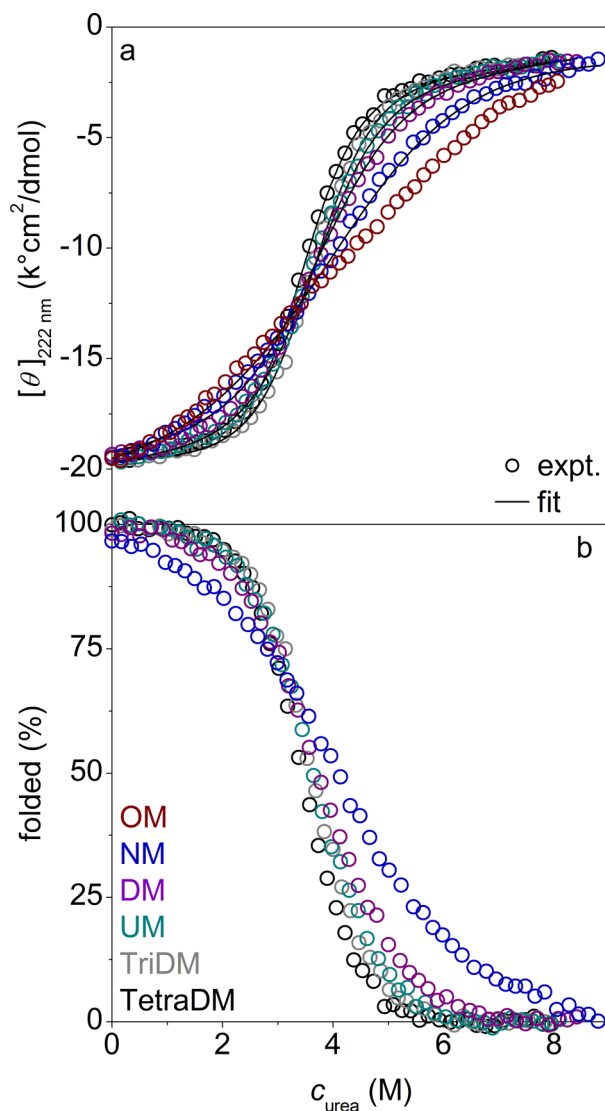 a
0
-5
-10
-15
-20
[θ]222 nm (k°cm²/dmol)
expt.
fit
b
100
75
50
25
0
folded (%)
OM
NM
DM
UM
TriDM
TetraDM
0 2 4 6 8
curea (M)